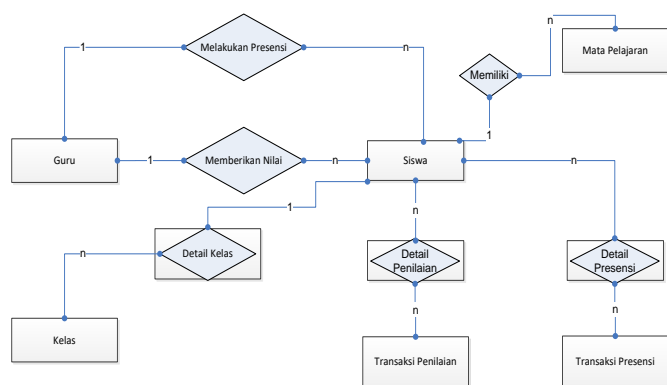 n
Melakukan Presensi
1
n
Mata Pelajaran
Memiliki
1
Guru
1
Memberikan Nilai
n
Siswa
n
1
n
n
Detail Kelas
Detail
Penilaian
Detail
Presensi
n
n
Kelas
Transaksi Penilaian
Transaksi Presensi